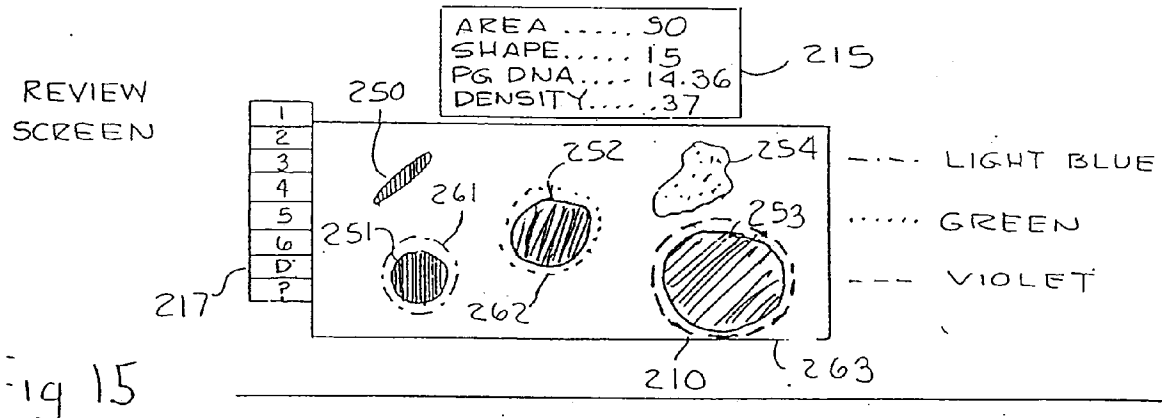 AREA ..... 90
SHAPE..... 15
PG DNA.... 14.36
DENSITY..... .37
215
REVIEW
SCREEN
1
2
3
4
5
6
D
?
217
250
251
261
252
262
254
253
210
263
—·—· LIGHT BLUE
...... GREEN
--- VIOLET
Fig 15